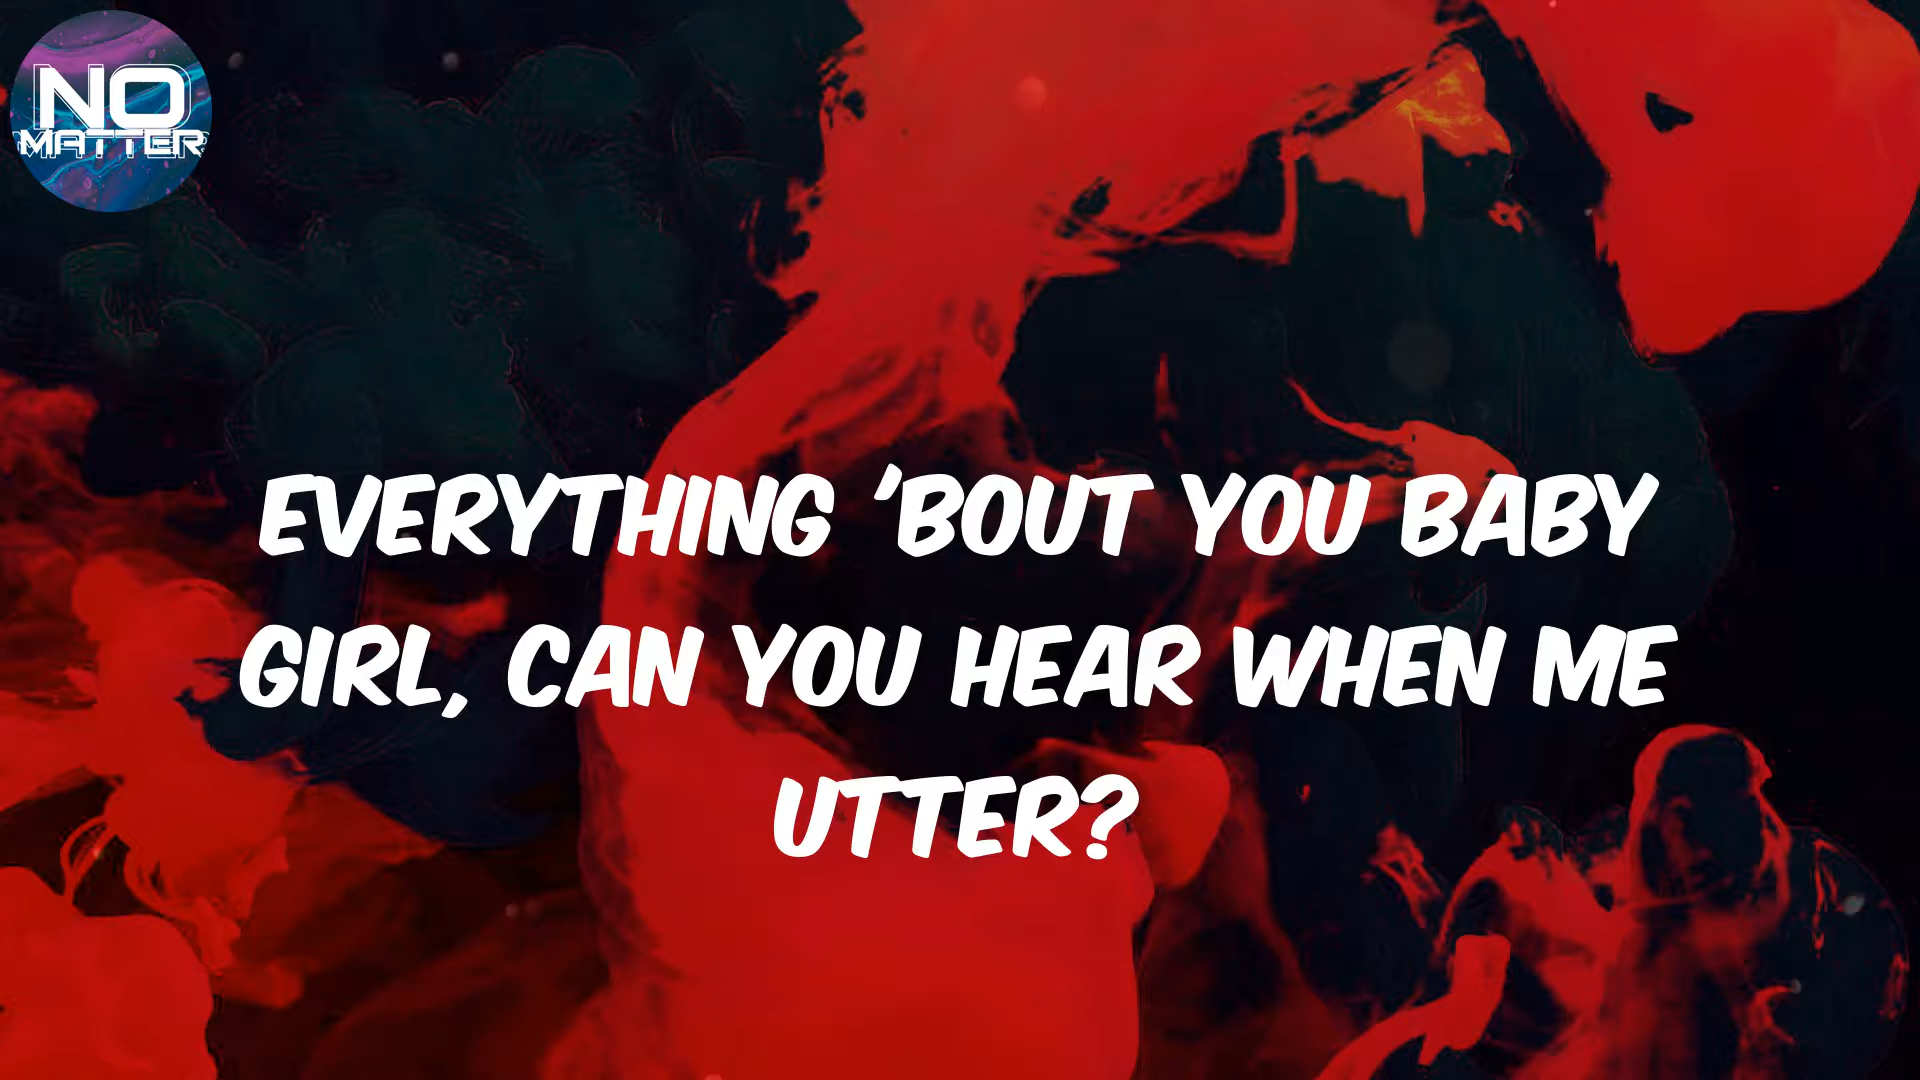 NO
MATTER
EVERYTHING 'BOUT YOU BABY
GIRL, CAN YOU HEAR WHEN ME
UTTER?